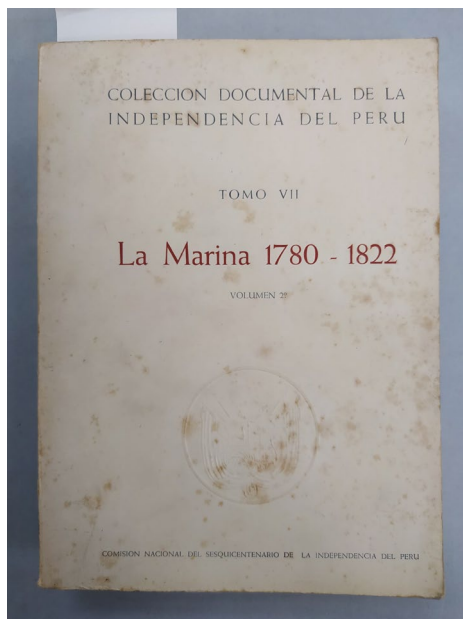 COLECCION DOCUMENTAL DE LA
INDEPENDENCIA DEL PERU
TOMO VII
La Marina 1780 - 1822
VOLUMEN 2º
COMISION NACIONAL DEL SESQUICENTENARIO DE LA INDEPENDENCIA DEL PERU